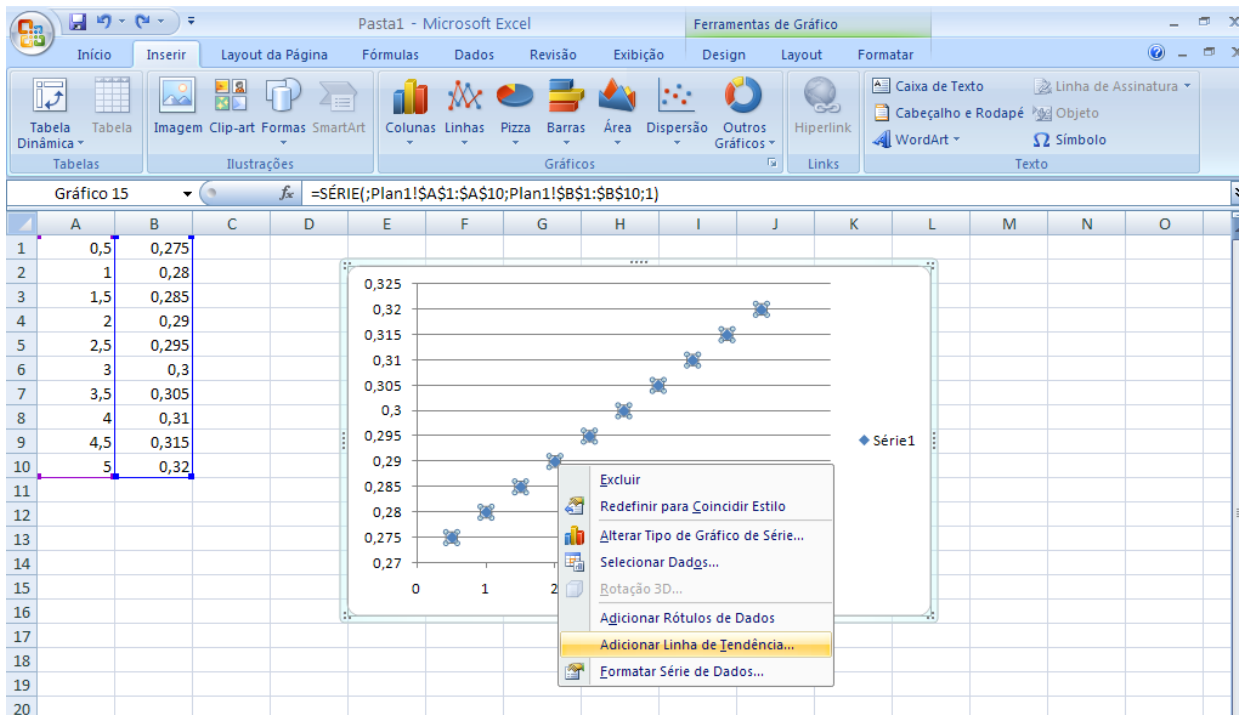 Pasta1 - Microsoft Excel
Ferramentas de Gráfico
Início Inserir Layout da Página Fórmulas Dados Revisão Exibição Design Layout Formatar
Tabela Dinâmica
Tabela
Imagem
Clip-art
Formas
SmartArt
Colunas
Linhas
Pizza
Barras
Área
Dispersão
Outros Gráficos
Hiperlink
Caixa de Texto
Cabeçalho e Rodapé
WordArt
Linha de Assinatura
Objeto
Símbolo
Tabelas Ilustrações Gráficos Links Texto
Gráfico 15 fx =SÉRIE(;Plan1!$A$1:$A$10;Plan1!$B$1:$B$10;1)
A B C D E F G H I J K L M N O
1 0,5 0,275
2 1 0,28
3 1,5 0,285
4 2 0,29
5 2,5 0,295
6 3 0,3
7 3,5 0,305
8 4 0,31
9 4,5 0,315
10 5 0,32
11
12
13
14
15
16
17
18
19
20
0,325
0,32
0,315
0,31
0,305
0,3
0,295
0,29
0,285
0,28
0,275
0,27
0 1 2
Série1
Excluir
Redefinir para Coincidir Estilo
Alterar Tipo de Gráfico de Série...
Selecionar Dados...
Rotação 3D...
Adicionar Rótulos de Dados
Adicionar Linha de Tendência...
Formatar Série de Dados...